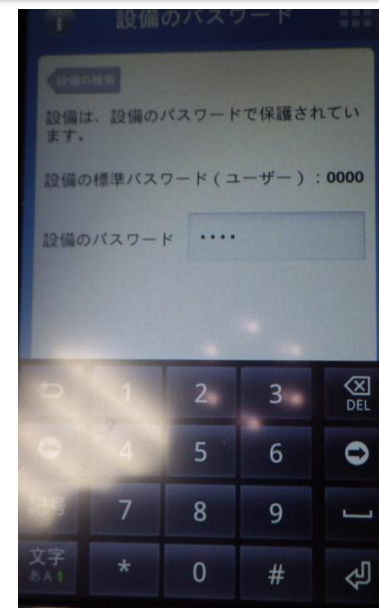 設備のパスワード
設備の検索
設備は、設備のパスワードで保護されてい
ます。
設備の標準パスワード(ユーザー):0000
設備のパスワード ····
1 2 3 DEL
4 5 6
記号 7 8 9
文字 あA1 * 0 #